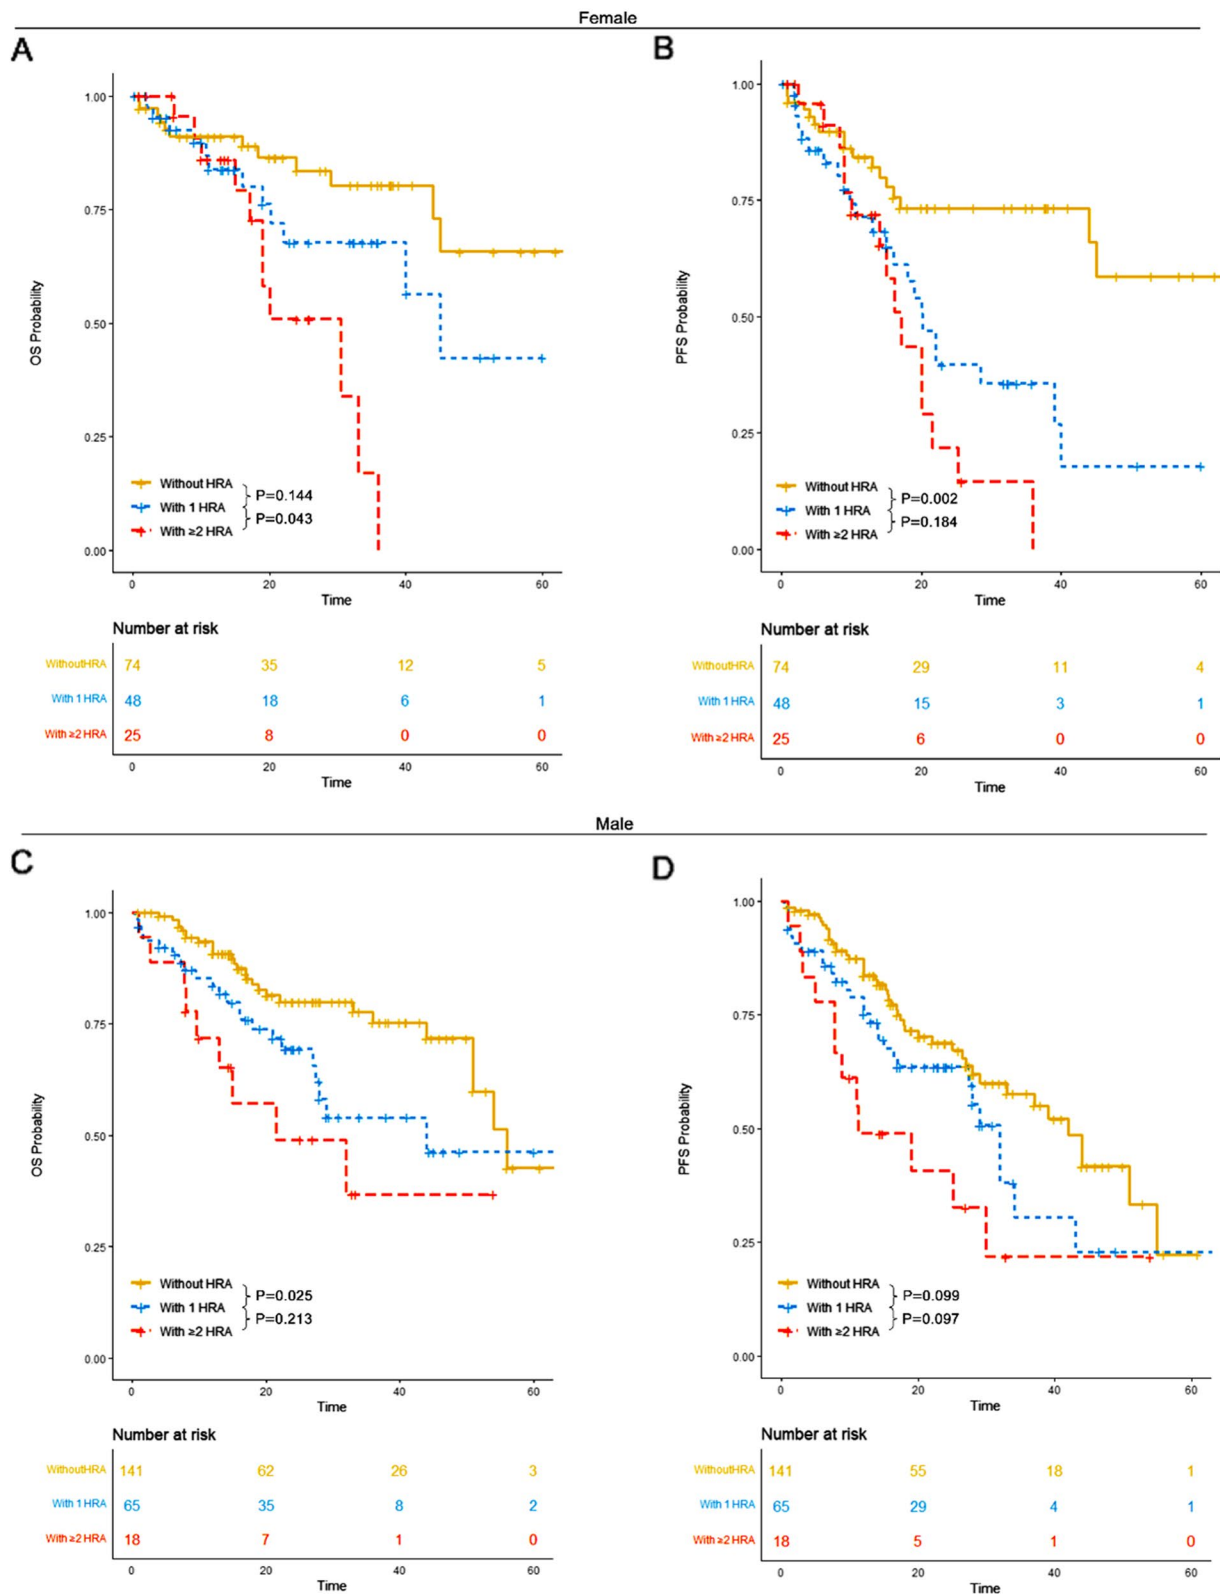 Female
A
OS Probability
1.00
0.75
0.50
0.25
0.00
Without HRA
With 1 HRA
With ≥2 HRA
P=0.144
P=0.043
0 20 40 60
Time
Number at risk
WithoutHRA 74 35 12 5
With 1 HRA 48 18 6 1
With ≥2 HRA 25 8 0 0
0 20 40 60
Time
B
PFS Probability
1.00
0.75
0.50
0.25
0.00
Without HRA
With 1 HRA
With ≥2 HRA
P=0.002
P=0.184
0 20 40 60
Time
Number at risk
WithoutHRA 74 29 11 4
With 1 HRA 48 15 3 1
With ≥2 HRA 25 6 0 0
0 20 40 60
Time
Male
C
OS Probability
1.00
0.75
0.50
0.25
0.00
Without HRA
With 1 HRA
With ≥2 HRA
P=0.025
P=0.213
0 20 40 60
Time
Number at risk
WithoutHRA 141 62 26 3
With 1 HRA 65 35 8 2
With ≥2 HRA 18 7 1 0
0 20 40 60
Time
D
PFS Probability
1.00
0.75
0.50
0.25
0.00
Without HRA
With 1 HRA
With ≥2 HRA
P=0.099
P=0.097
0 20 40 60
Time
Number at risk
WithoutHRA 141 55 18 1
With 1 HRA 65 29 4 1
With ≥2 HRA 18 5 1 0
0 20 40 60
Time